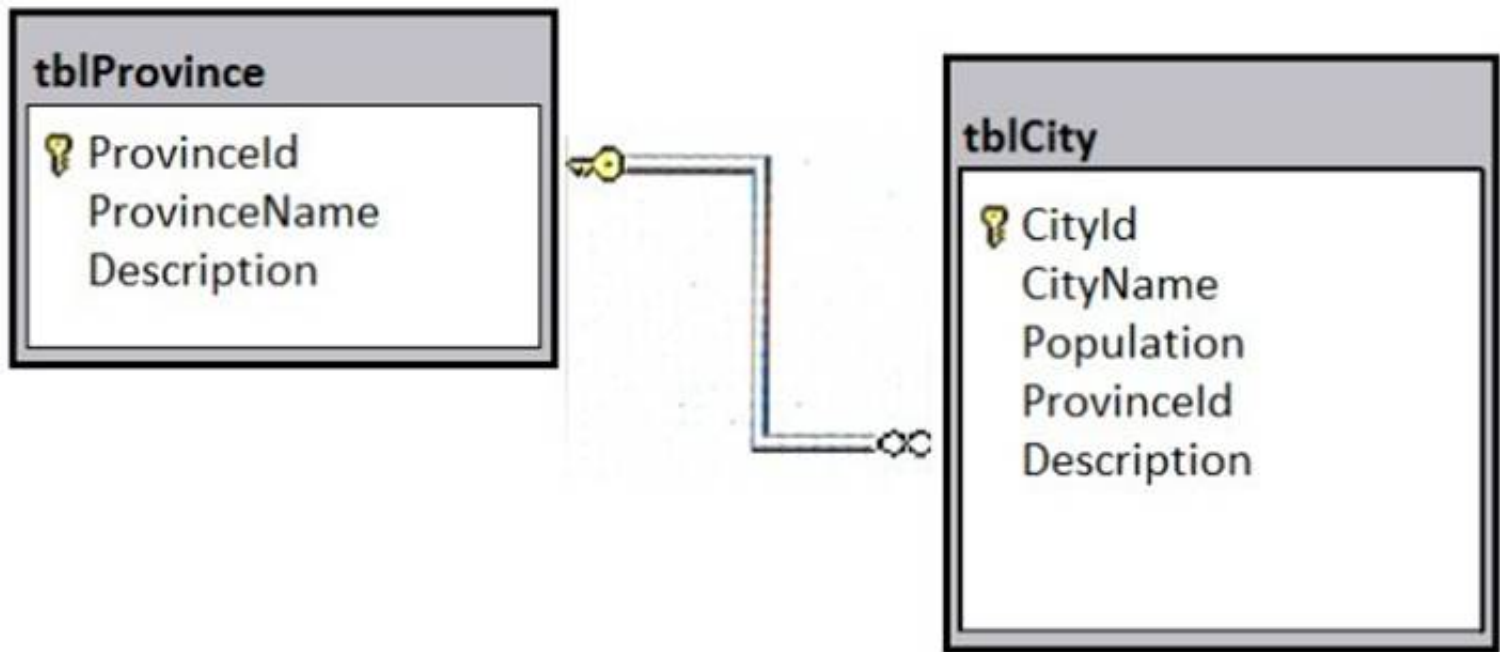 tblProvince
ProvinceId
ProvinceName
Description
tblCity
CityId
CityName
Population
ProvinceId
Description